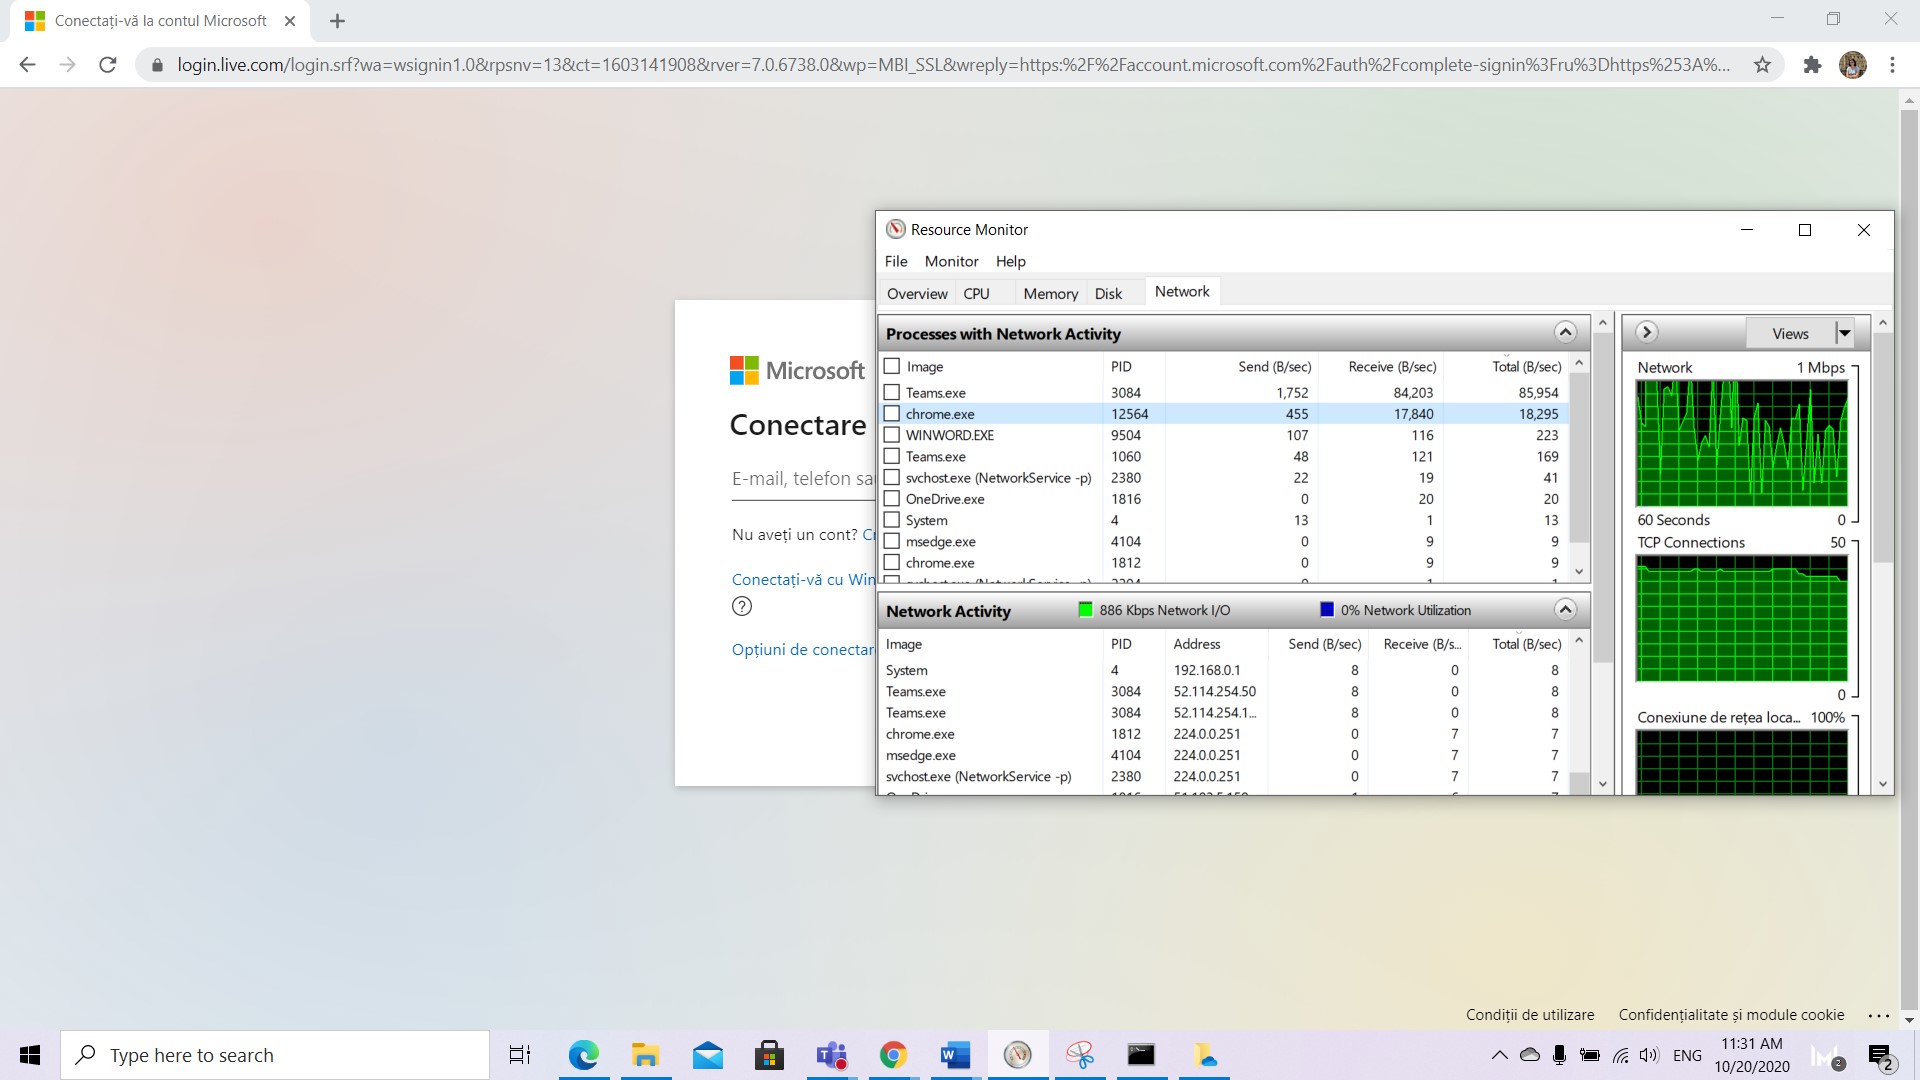 Conectați-vă la contul Microsoft
login.live.com/login.srf?wa=wsignin1.0&rpsnv=13&ct=1603141908&rver=7.0.6738.0&wp=MBI_SSL&wreply=https:%2F%2Faccount.microsoft.com%2Fauth%2Fcomplete-signin%3Fru%3Dhttps%253A%...
Microsoft
Conectare
E-mail, telefon sa
Nu aveți un cont? Cr
Conectați-vă cu Win
Opțiuni de conectar
Resource Monitor
File Monitor Help
Overview CPU Memory Disk Network
Processes with Network Activity
Image PID Send (B/sec) Receive (B/sec) Total (B/sec)
Teams.exe 3084 1,752 84,203 85,954
chrome.exe 12564 455 17,840 18,295
WINWORD.EXE 9504 107 116 223
Teams.exe 1060 48 121 169
svchost.exe (NetworkService -p) 2380 22 19 41
OneDrive.exe 1816 0 20 20
System 4 13 1 13
msedge.exe 4104 0 9 9
chrome.exe 1812 0 9 9
Network Activity 886 Kbps Network I/O 0% Network Utilization
Image PID Address Send (B/sec) Receive (B/s... Total (B/sec)
System 4 192.168.0.1 8 0 8
Teams.exe 3084 52.114.254.50 8 0 8
Teams.exe 3084 52.114.254.1... 8 0 8
chrome.exe 1812 224.0.0.251 0 7 7
msedge.exe 4104 224.0.0.251 0 7 7
svchost.exe (NetworkService -p) 2380 224.0.0.251 0 7 7
Views
Network 1 Mbps
60 Seconds 0
TCP Connections 50
0
Conexiune de rețea loca... 100%
Condiții de utilizare Confidențialitate și module cookie ...
Type here to search
ENG
11:31 AM
10/20/2020
2
2